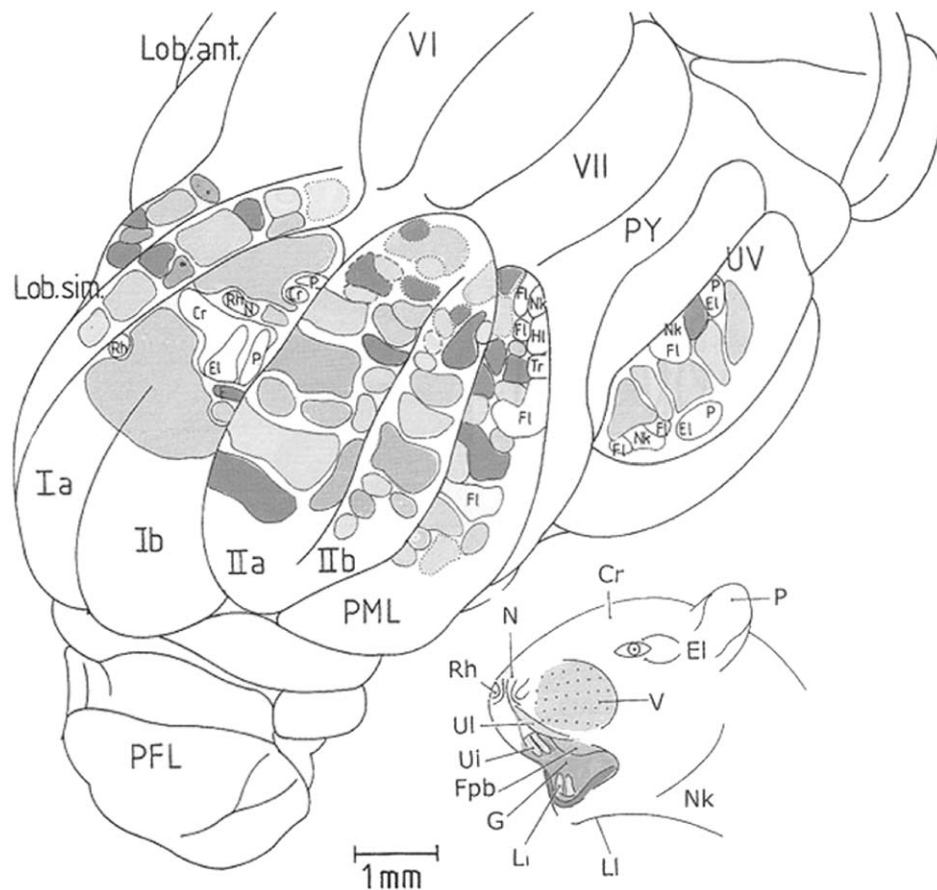 Lob.ant.
VI
VII
PY
UV
Lob.sim.
Rh
Cr
Rh
N
Cr
P
El
P
Fl
Nk
Fl
Hl
Tr
Fl
Fl
P
El
Nk
Fl
Fl
Nk
Fl
El
P
Ia
Ib
IIa
IIb
PML
PFL
1mm
Cr
P
N
El
Rh
V
Ul
Ui
Fpb
G
Nk
Li
Ll